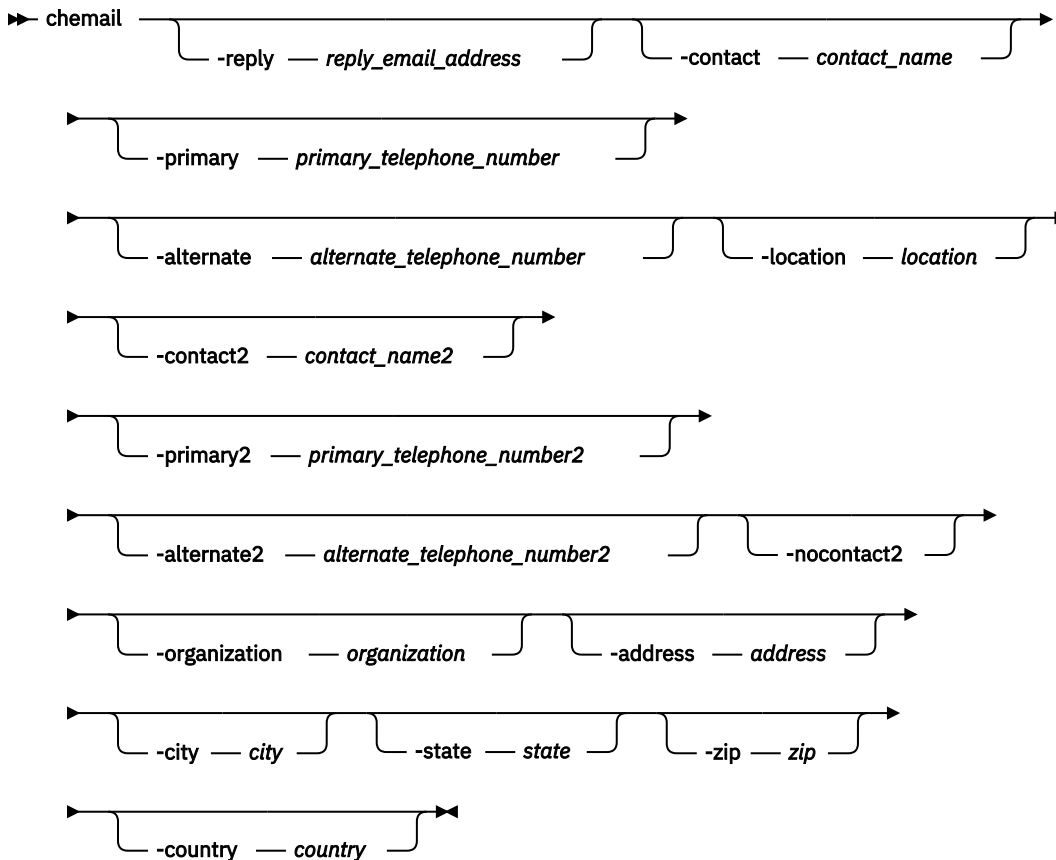 chemail
-reply reply_email_address -contact contact_name
-primary primary_telephone_number
-alternate alternate_telephone_number -location location
-contact2 contact_name2
-primary2 primary_telephone_number2
-alternate2 alternate_telephone_number2 -nocontact2
-organization organization -address address
-city city -state state -zip zip
-country country